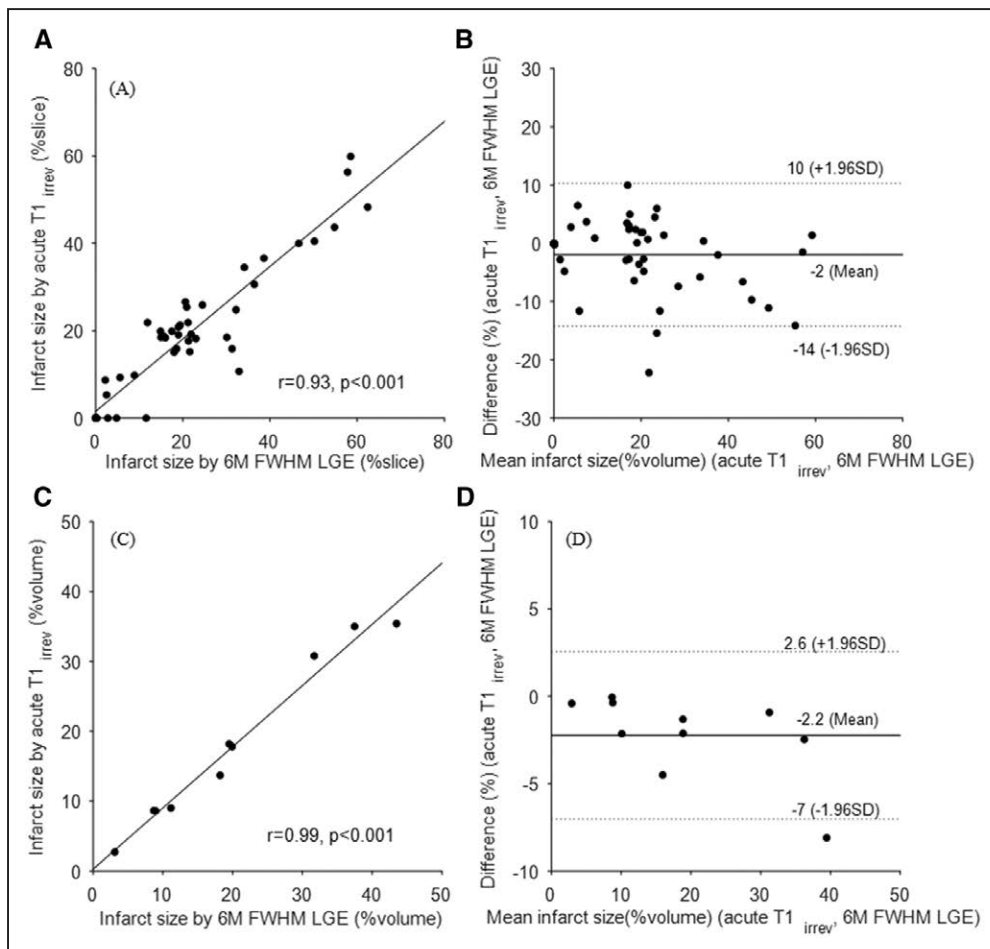 A
(A)
Infarct size by acute T1 irrev (%slice)
80
60
40
20
0
r=0.93, p<0.001
0 20 40 60 80
Infarct size by 6M FWHM LGE (%slice)
B
Difference (%) (acute T1 irrev, 6M FWHM LGE)
30
20
10
0
-10
-20
-30
10 (+1.96SD)
-2 (Mean)
-14 (-1.96SD)
0 20 40 60 80
Mean infarct size(%volume) (acute T1 irrev, 6M FWHM LGE)
C
(C)
Infarct size by acute T1 irrev (%volume)
50
40
30
20
10
0
r=0.99, p<0.001
0 10 20 30 40 50
Infarct size by 6M FWHM LGE (%volume)
D
(D)
Difference (%) (acute T1 irrev, 6M FWHM LGE)
10
5
0
-5
-10
2.6 (+1.96SD)
-2.2 (Mean)
-7 (-1.96SD)
0 10 20 30 40 50
Mean infarct size(%volume) (acute T1 irrev, 6M FWHM LGE)